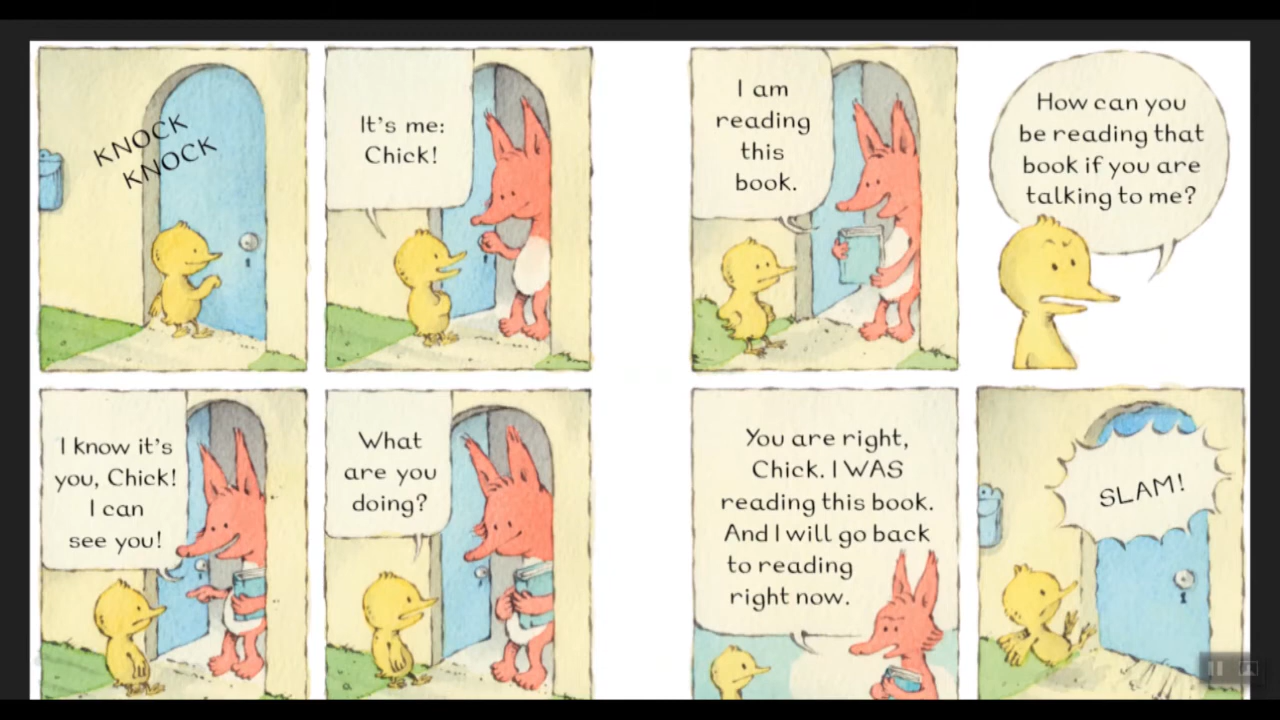 KNOCK
KNOCK
It's me:
Chick!
I know it's
you, Chick!
I can
see you!
What
are you
doing?
I am
reading
this
book.
How can you
be reading that
book if you are
talking to me?
You are right,
Chick. I WAS
reading this book.
And I will go back
to reading
right now.
SLAM!